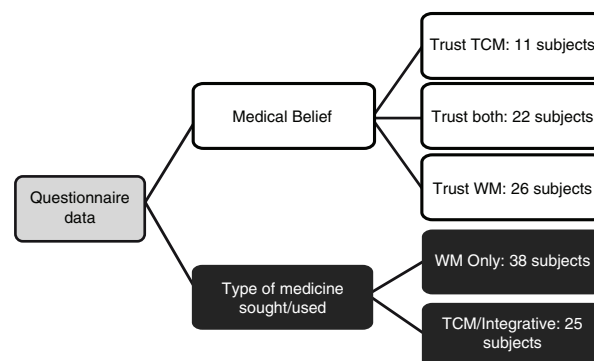 Trust TCM: 11 subjects
Medical Belief
Trust both: 22 subjects
Trust WM: 26 subjects
Questionnaire
data
WM Only: 38 subjects
Type of medicine
sought/used
TCM/Integrative: 25
subjects